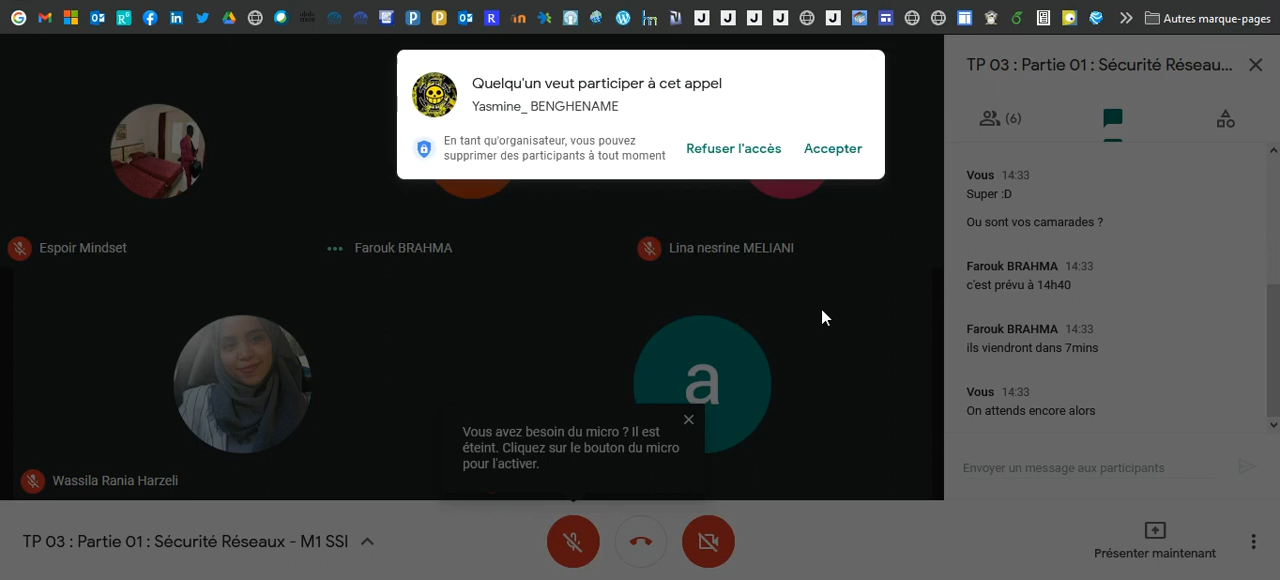 Autres marque-pages
Quelqu'un veut participer à cet appel
Yasmine_ BENGHENAME
En tant qu'organisateur, vous pouvez
supprimer des participants à tout moment
Refuser l'accès
Accepter
Espoir Mindset
Farouk BRAHMA
Lina nesrine MELIANI
a
Vous avez besoin du micro ? Il est
éteint. Cliquez sur le bouton du micro
pour l'activer.
Wassila Rania Harzeli
TP 03 : Partie 01 : Sécurité Réseau...
(6)
Vous 14:33
Super :D
Ou sont vos camarades ?
Farouk BRAHMA 14:33
c'est prévu à 14h40
Farouk BRAHMA 14:33
ils viendront dans 7mins
Vous 14:33
On attends encore alors
Envoyer un message aux participants
TP 03 : Partie 01 : Sécurité Réseaux - M1 SSI
Présenter maintenant